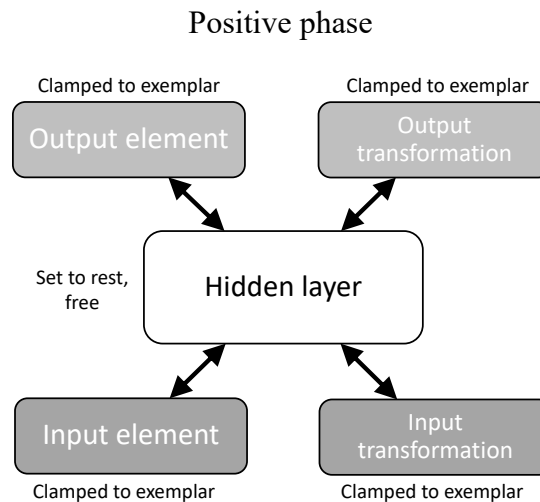 Positive phase
Clamped to exemplar
Clamped to exemplar
Output element
Output
transformation
Set to rest,
free
Hidden layer
Input element
Input
transformation
Clamped to exemplar
Clamped to exemplar